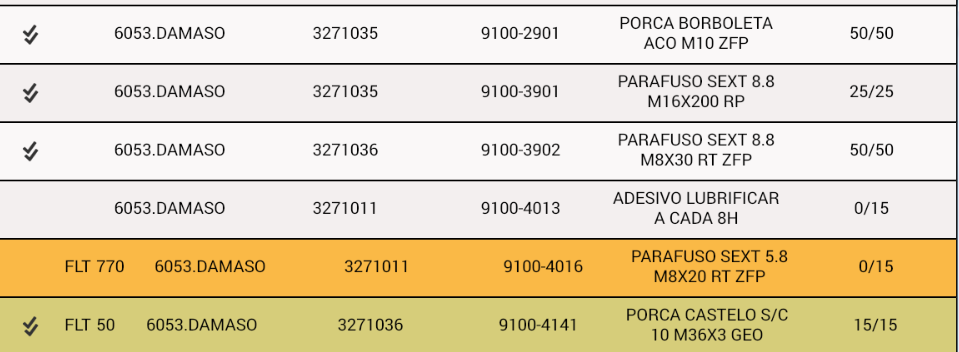 6053.DAMASO 3271035 9100-2901 PORCA BORBOLETA ACO M10 ZFP 50/50
6053.DAMASO 3271035 9100-3901 PARAFUSO SEXT 8.8 M16X200 RP 25/25
6053.DAMASO 3271036 9100-3902 PARAFUSO SEXT 8.8 M8X30 RT ZFP 50/50
6053.DAMASO 3271011 9100-4013 ADESIVO LUBRIFICAR A CADA 8H 0/15
FLT 770 6053.DAMASO 3271011 9100-4016 PARAFUSO SEXT 5.8 M8X20 RT ZFP 0/15
FLT 50 6053.DAMASO 3271036 9100-4141 PORCA CASTELO S/C 10 M36X3 GEO 15/15